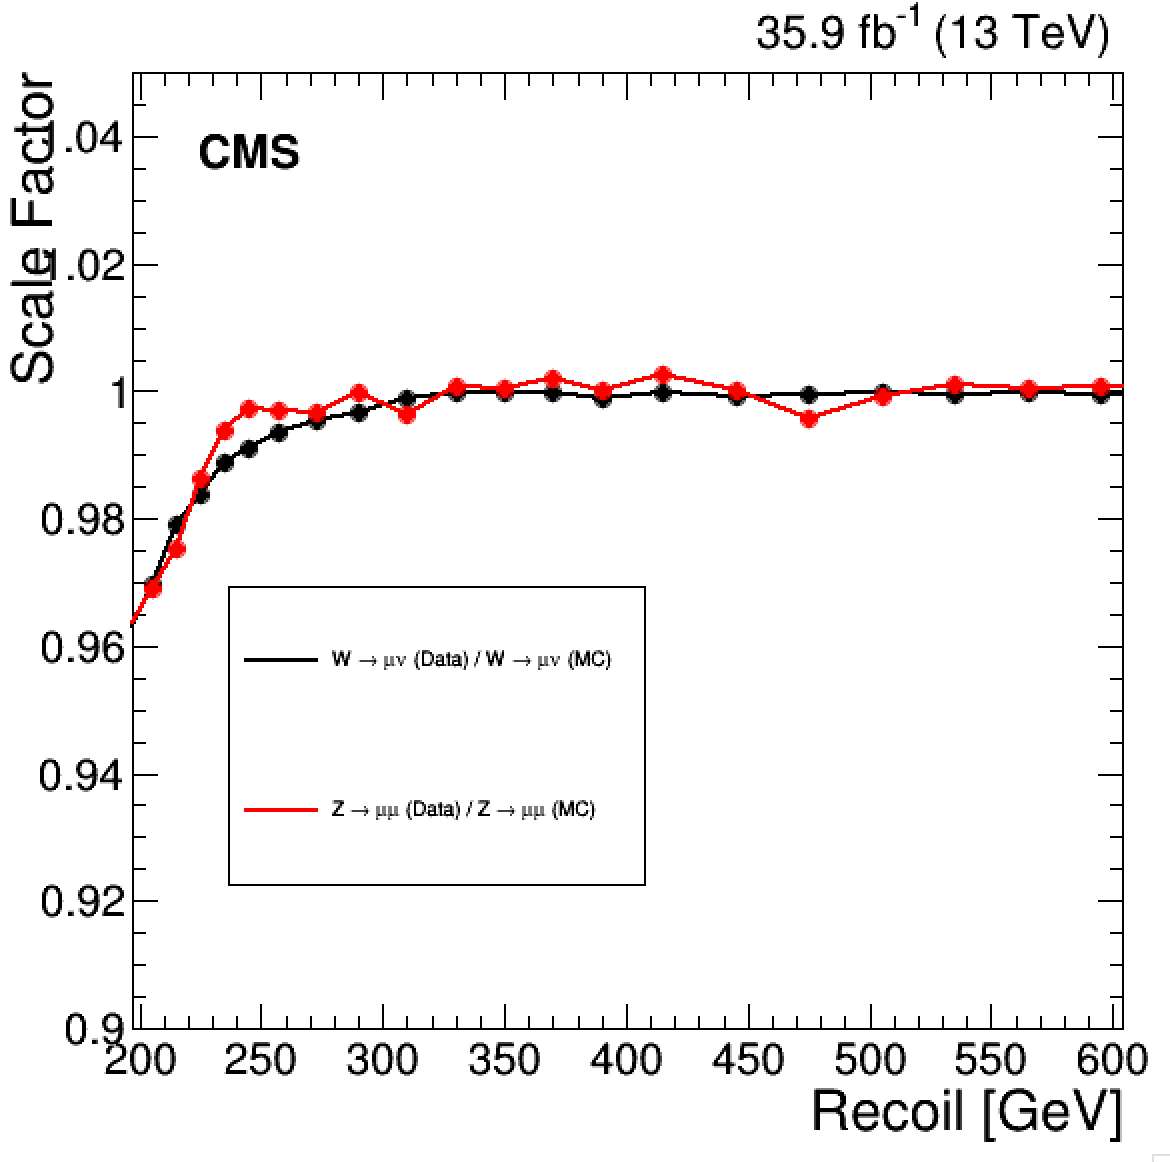 35.9 fb⁻¹ (13 TeV)
Scale Factor
CMS
.04
.02
1
0.98
0.96
0.94
0.92
0.9
W → μν (Data) / W → μν (MC)
Z → μμ (Data) / Z → μμ (MC)
200 250 300 350 400 450 500 550 600
Recoil [GeV]